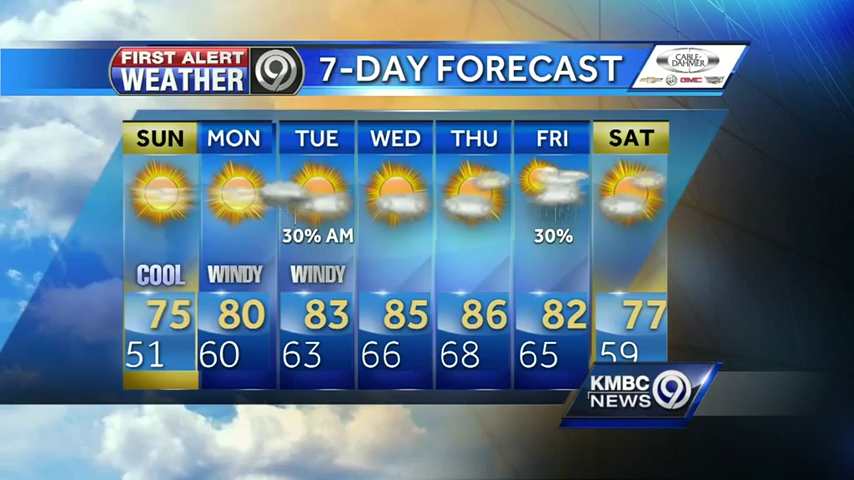 FIRST ALERT
WEATHER 9
7-DAY FORECAST
CABLE-
DAHMER
GMC
SUN MON TUE WED THU FRI SAT
30% AM 30%
COOL WINDY WINDY
75 80 83 85 86 82 77
51 60 63 66 68 65 59
KMBC
NEWS 9